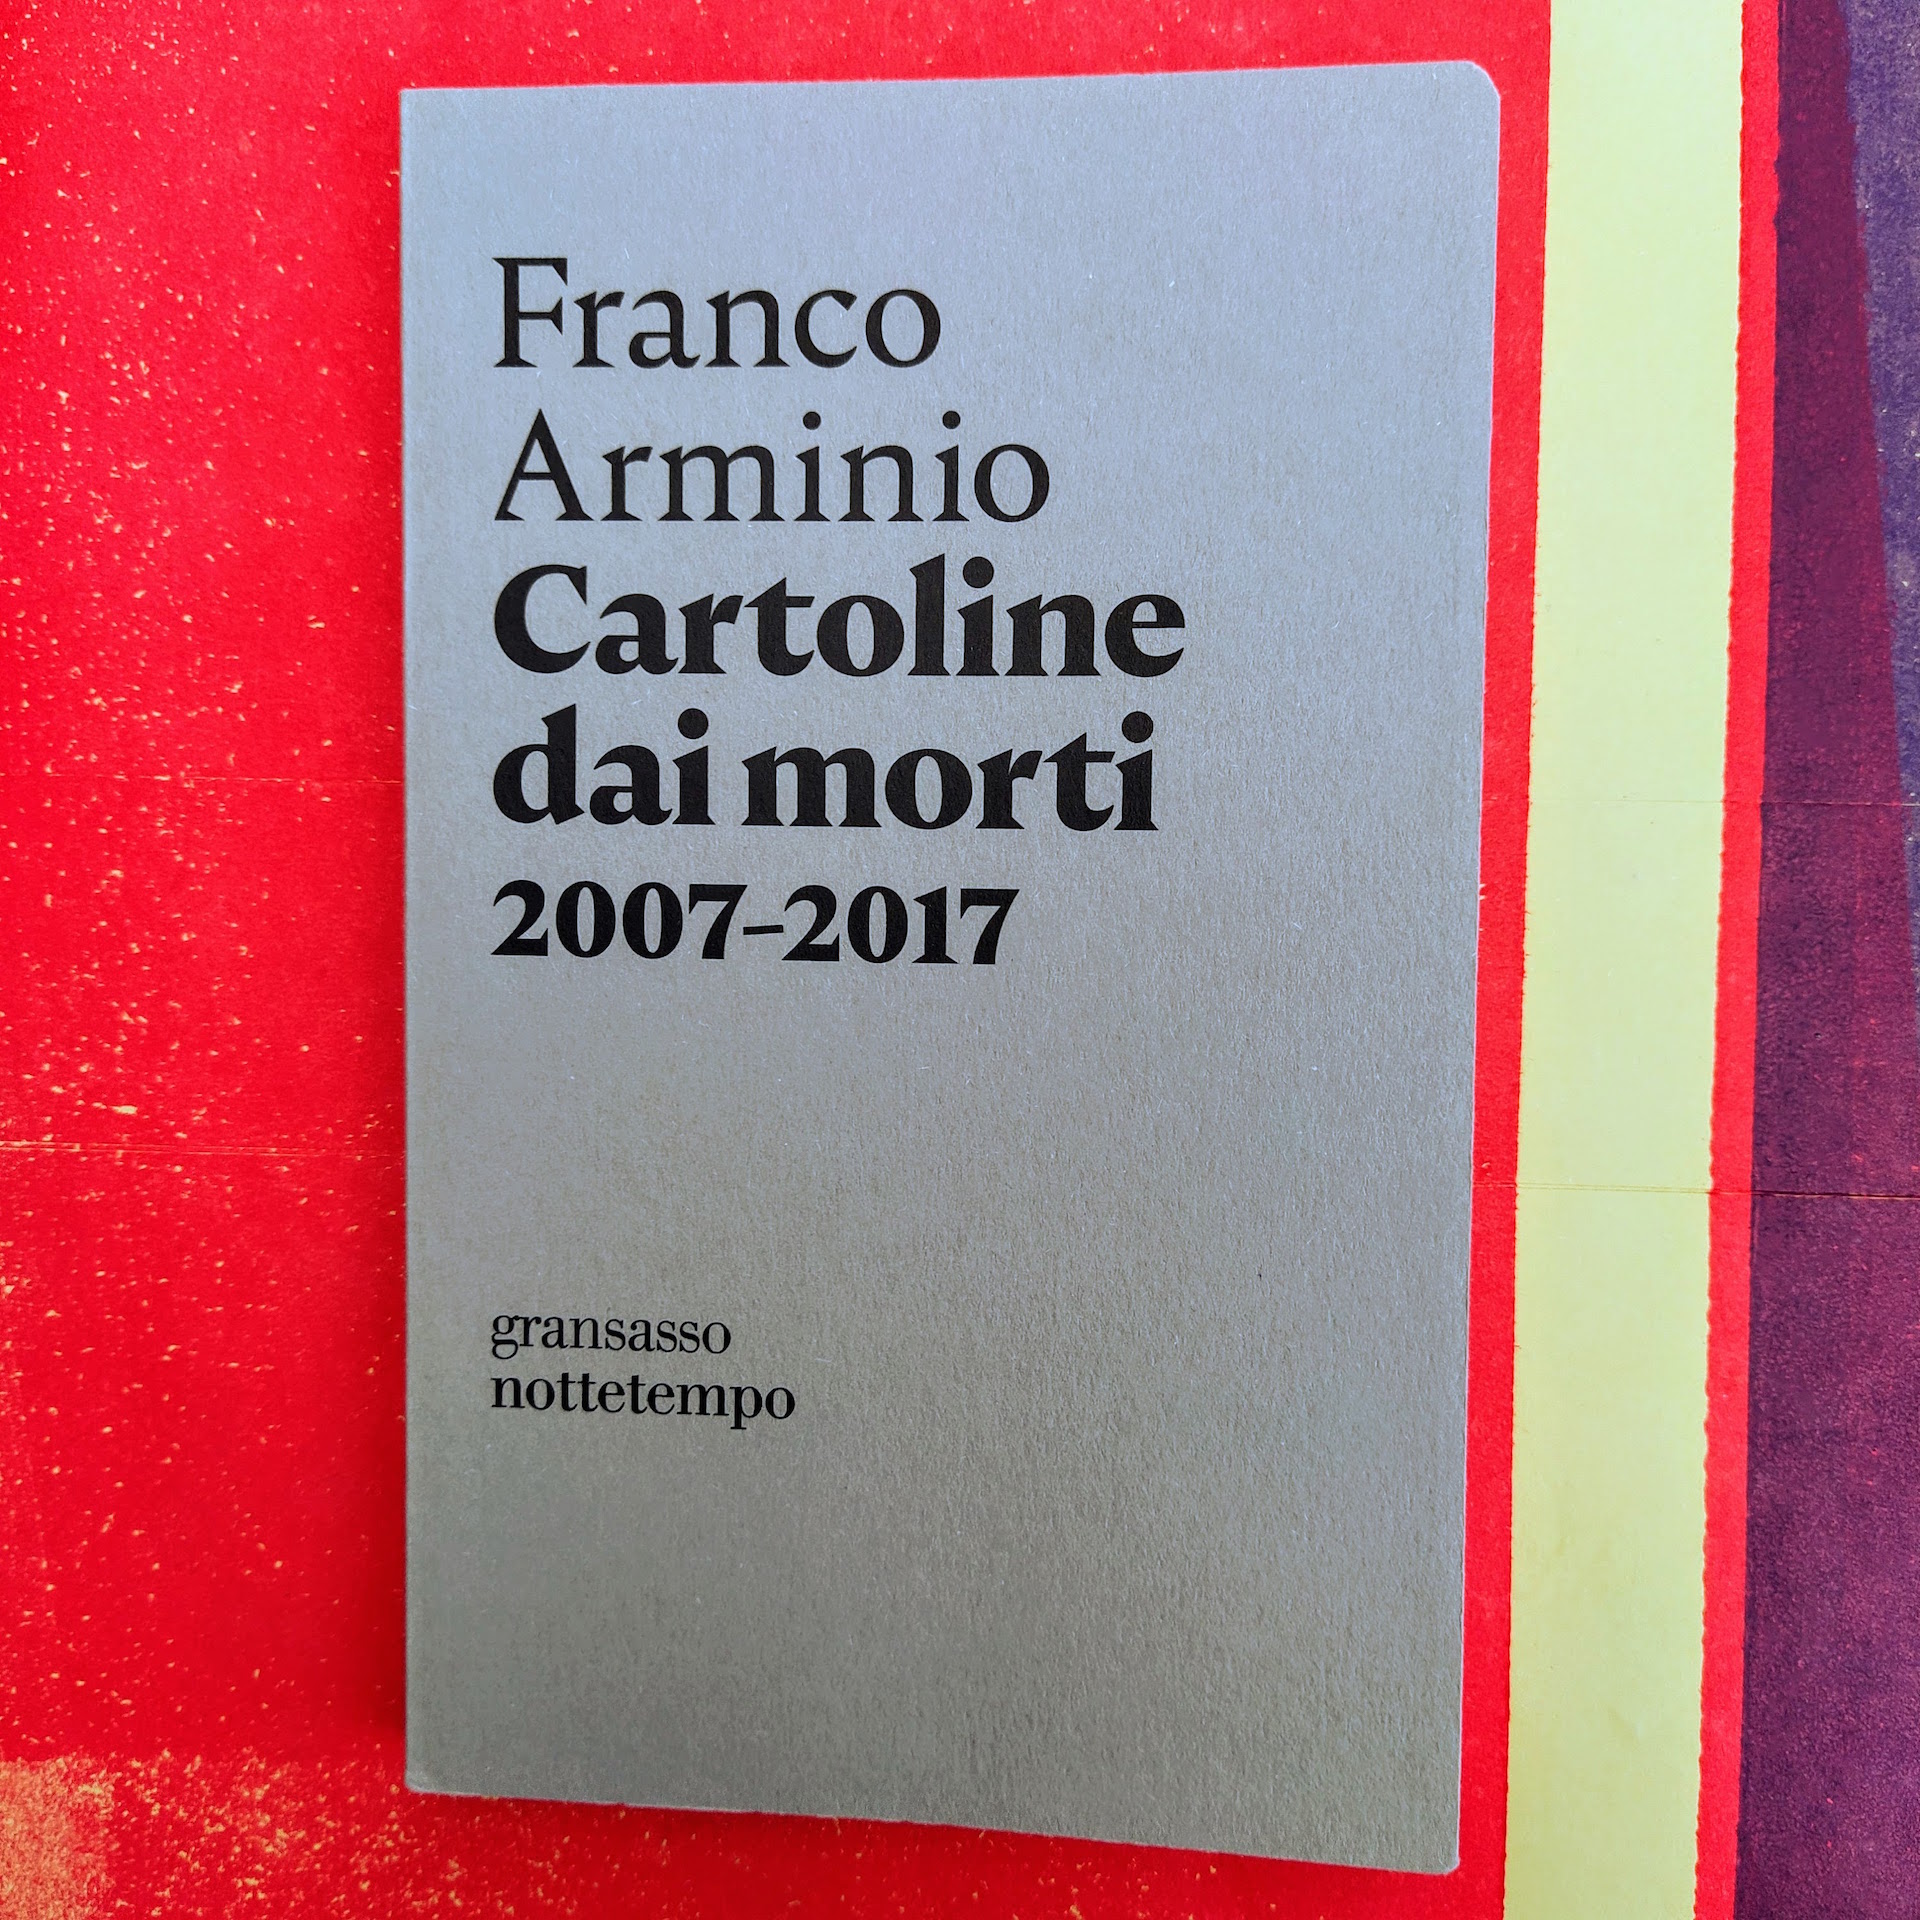 Franco
Arminio
Cartoline
dai morti
2007–2017
gransasso
nottetempo